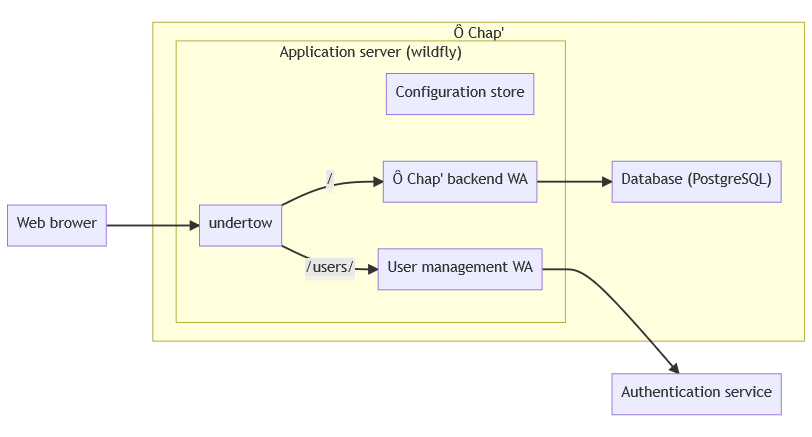 Ô Chap'
Application server (wildfly)
Configuration store
/
Ô Chap' backend WA
Database (PostgreSQL)
Web brower
undertow
/users/
User management WA
Authentication service